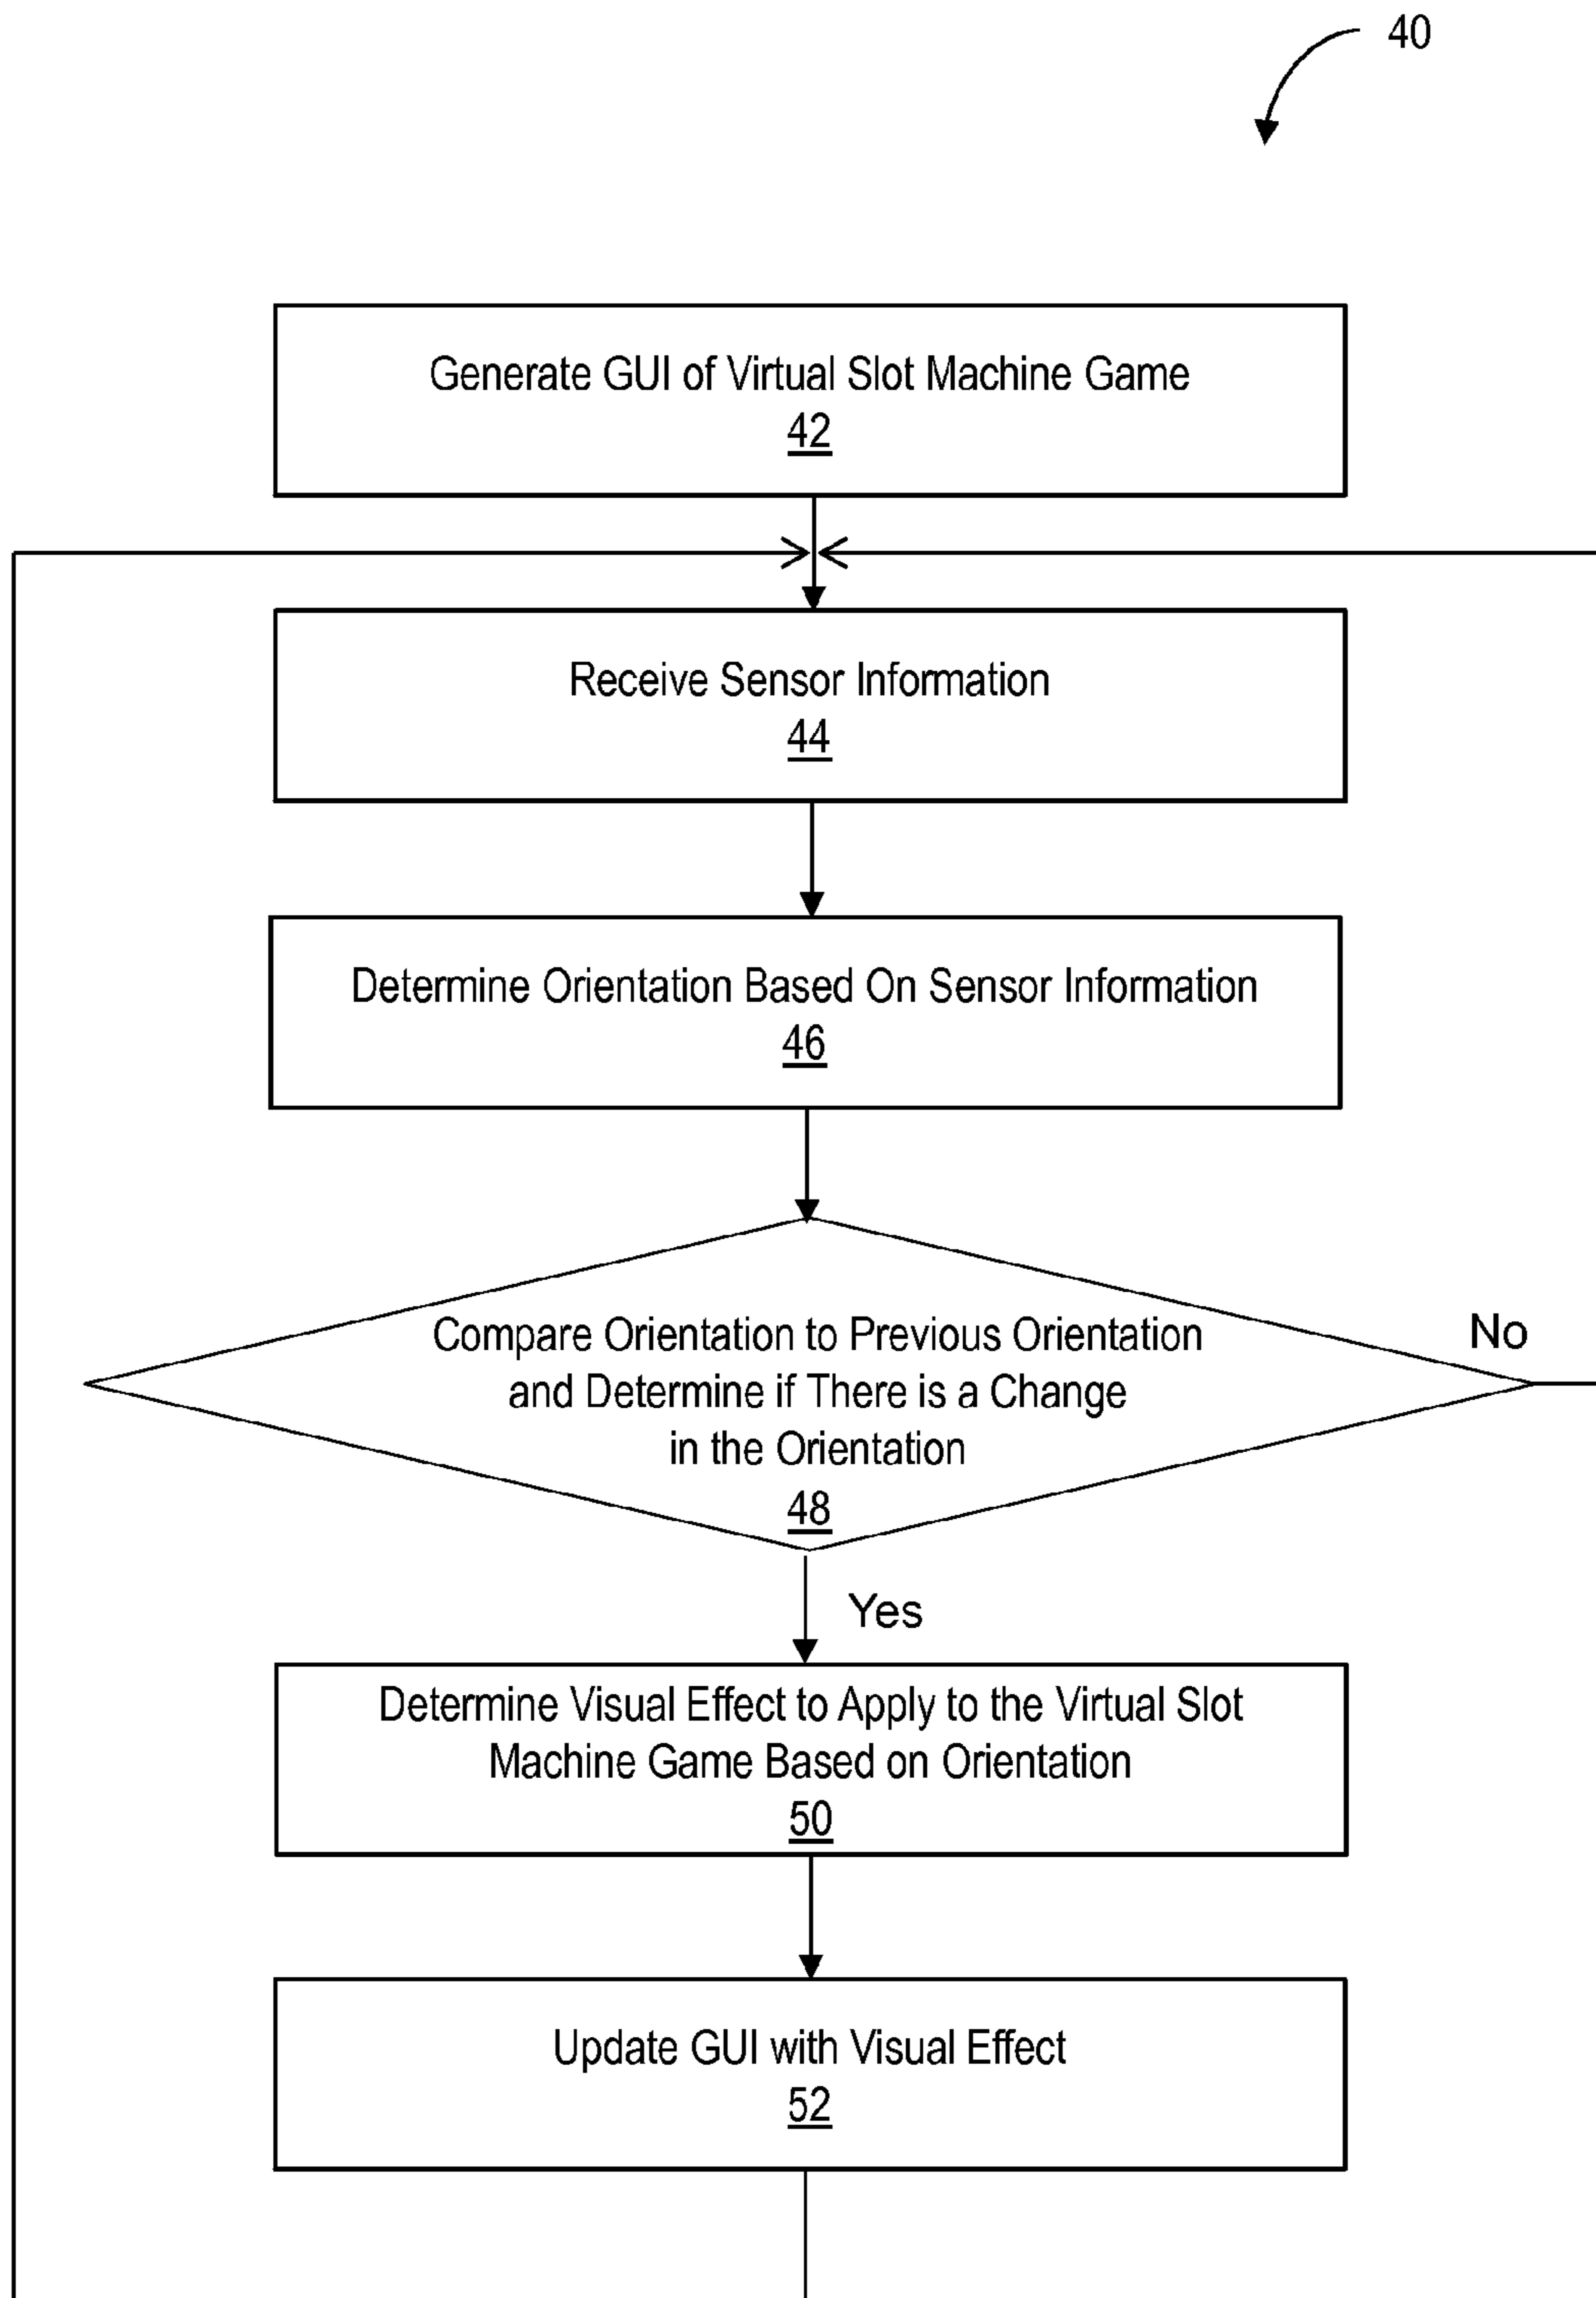 40
Generate GUI of Virtual Slot Machine Game
42
Receive Sensor Information
44
Determine Orientation Based On Sensor Information
46
Compare Orientation to Previous Orientation
and Determine if There is a Change
in the Orientation
48
No
Yes
Determine Visual Effect to Apply to the Virtual Slot
Machine Game Based on Orientation
50
Update GUI with Visual Effect
52